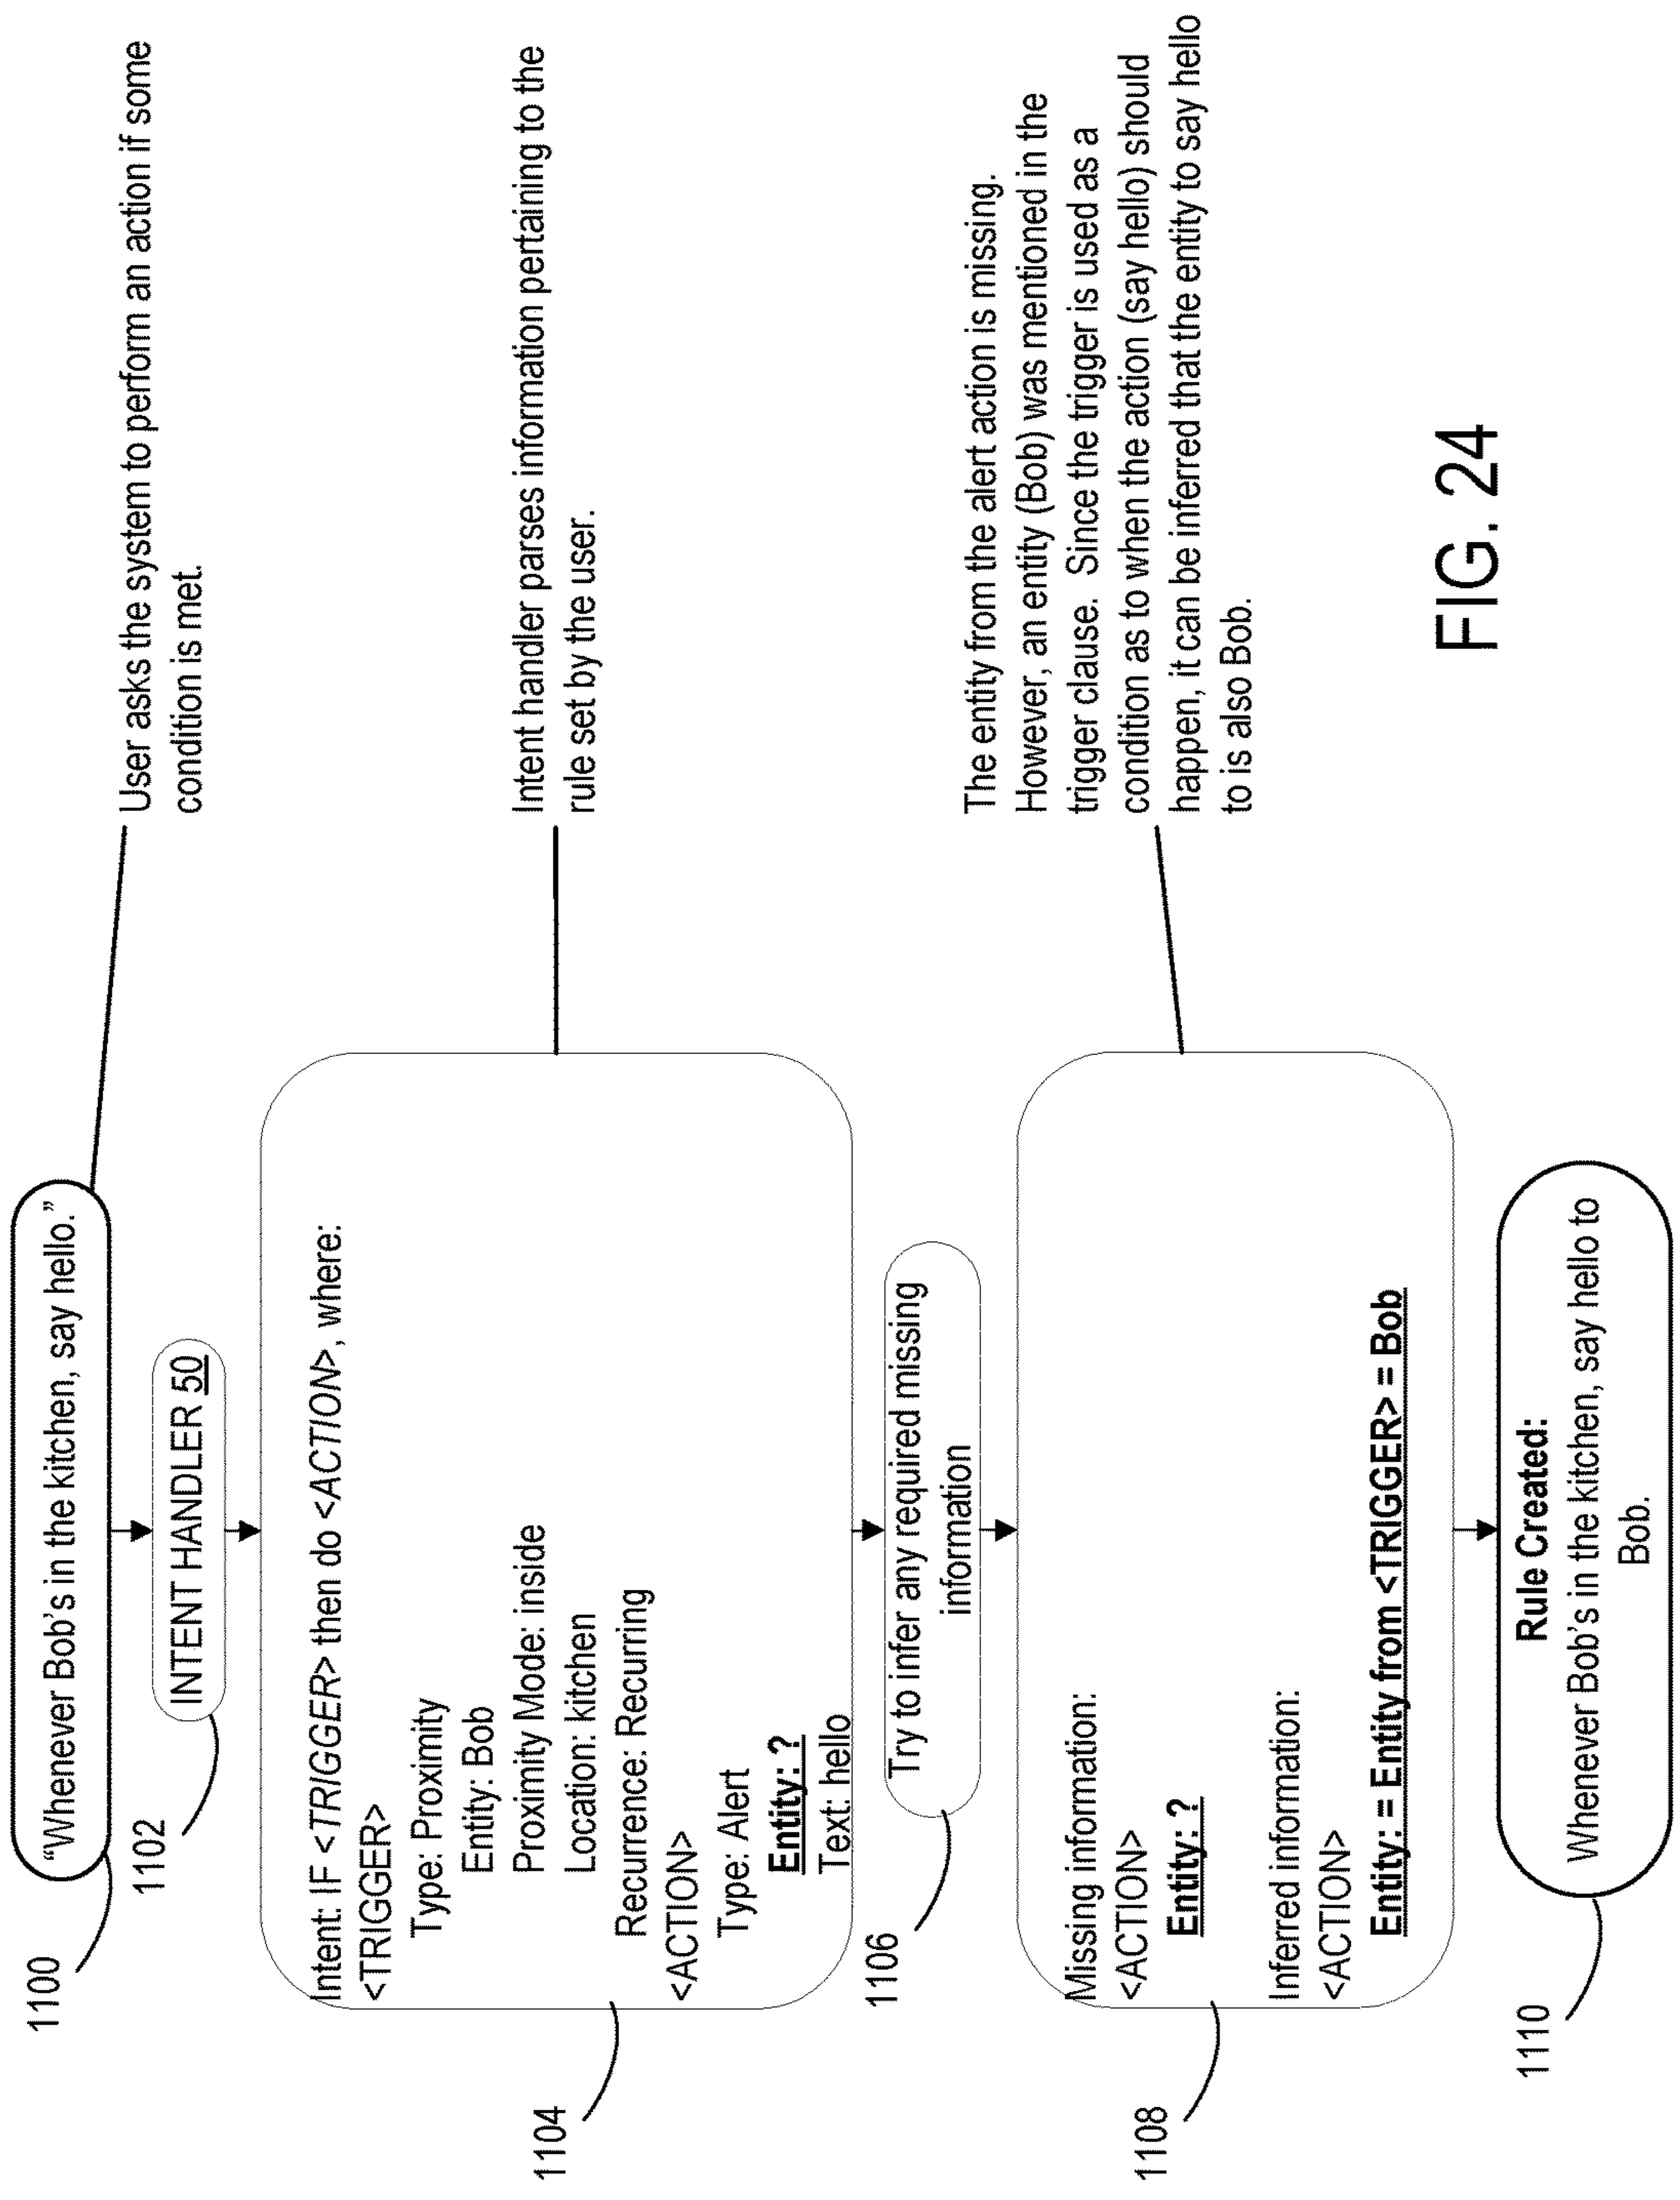 1100
“Whenever Bob’s in the kitchen, say hello.”
User asks the system to perform an action if some
condition is met.
1102
INTENT HANDLER 50
1104
Intent: IF <TRIGGER> then do <ACTION>, where:
<TRIGGER>
Type: Proximity
Entity: Bob
Proximity Mode: inside
Location: kitchen
Recurrence: Recurring
<ACTION>
Type: Alert
Entity: ?
Text: hello
Intent handler parses information pertaining to the
rule set by the user.
1106
Try to infer any required missing
information
1108
Missing information:
<ACTION>
Entity: ?
Inferred information:
<ACTION>
Entity: = Entity from <TRIGGER> = Bob
The entity from the alert action is missing.
However, an entity (Bob) was mentioned in the
trigger clause. Since the trigger is used as a
condition as to when the action (say hello) should
happen, it can be inferred that the entity to say hello
to is also Bob.
1110
Rule Created:
Whenever Bob’s in the kitchen, say hello to
Bob.
FIG. 24